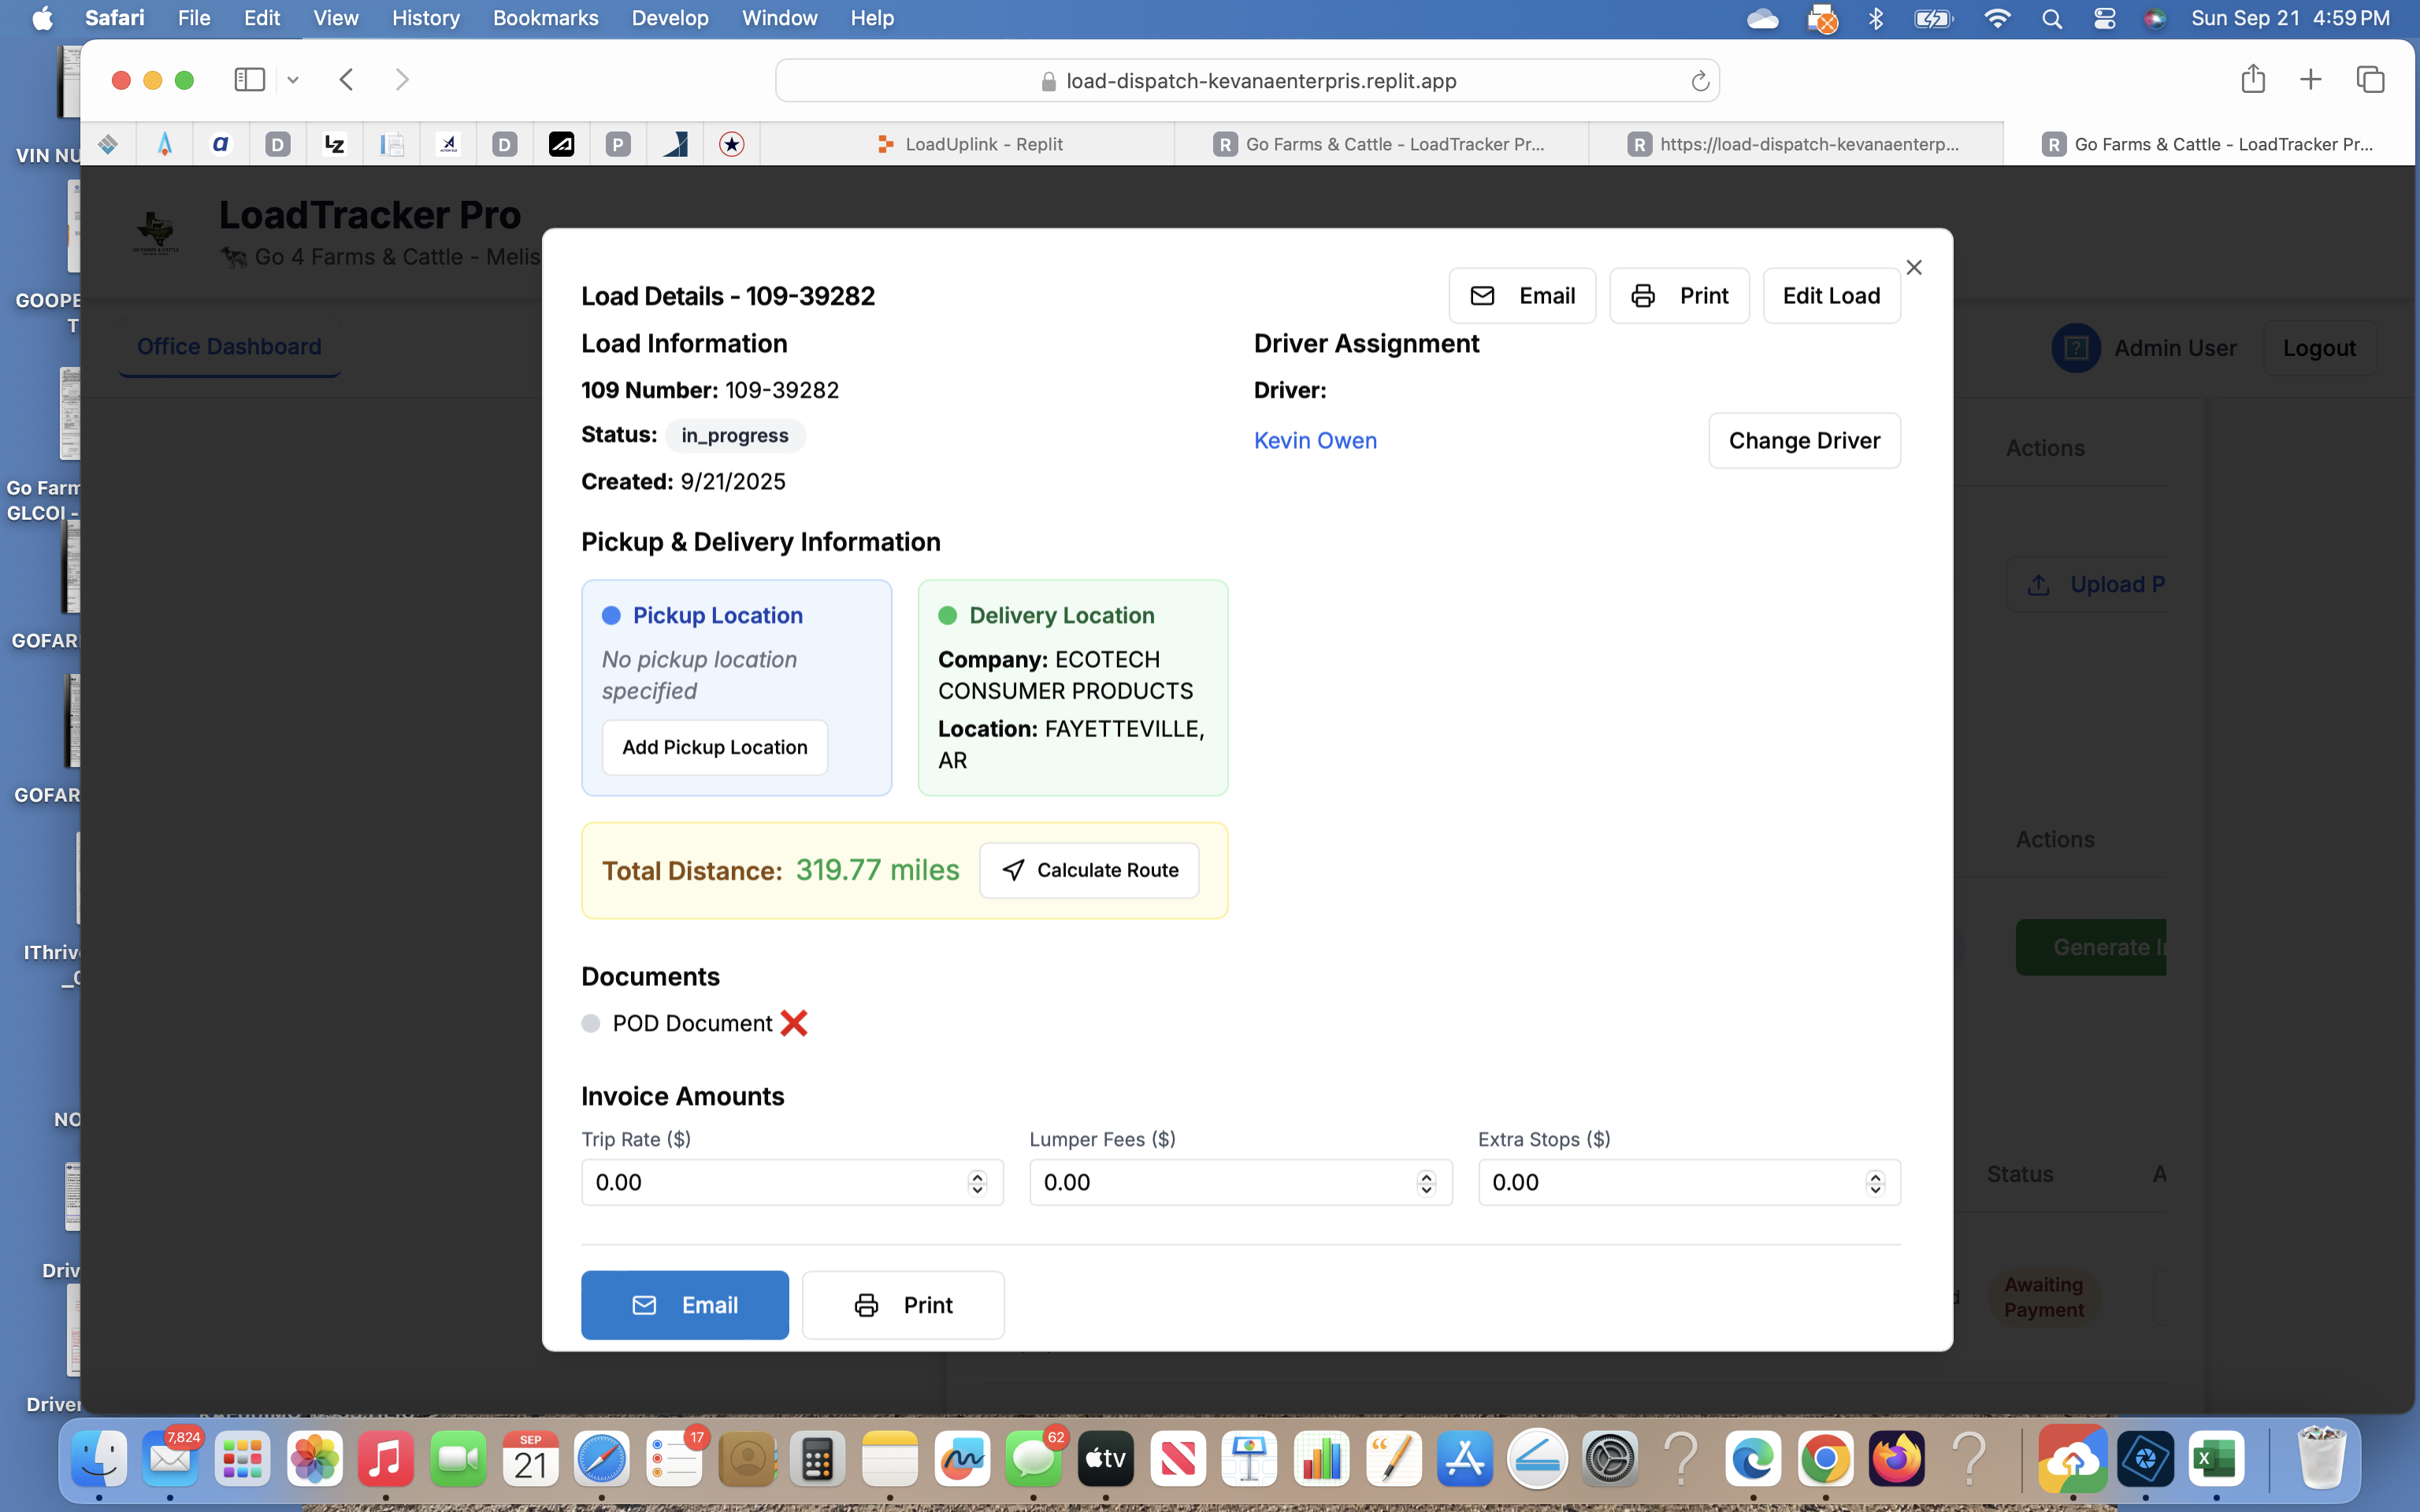 Safari File Edit View History Bookmarks Develop Window Help Sun Sep 21 4:59 PM
load-dispatch-kevanaenterpris.replit.app
a D LZ D P LoadUplink - Replit R Go Farms & Cattle - LoadTracker Pr... R https://load-dispatch-kevanaenterp... R Go Farms & Cattle - LoadTracker Pr...
VIN NU
GOOPE
T
Go Farm
GLCOI -
GOFAR
GOFAR
IThriv
_C
NO
Driv
Driver
LoadTracker Pro
Go 4 Farms & Cattle - Melis
Office Dashboard
Admin User
Logout
Load Details - 109-39282
Email
Print
Edit Load
Load Information
109 Number: 109-39282
Status: in_progress
Created: 9/21/2025
Driver Assignment
Driver:
Kevin Owen
Change Driver
Pickup & Delivery Information
Pickup Location
No pickup location
specified
Add Pickup Location
Delivery Location
Company: ECOTECH
CONSUMER PRODUCTS
Location: FAYETTEVILLE,
AR
Total Distance: 319.77 miles
Calculate Route
Documents
POD Document
Invoice Amounts
Trip Rate ($)
0.00
Lumper Fees ($)
0.00
Extra Stops ($)
0.00
Email
Print
Actions
Upload P
Actions
Generate I
Status A
Awaiting
Payment
7,824
SEP
21
17
62
tv